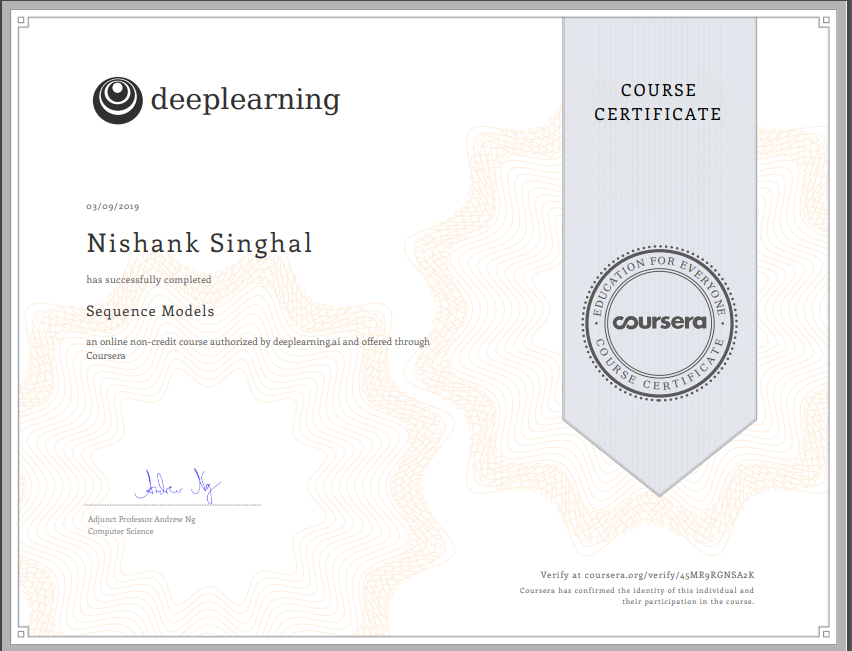 deeplearning
COURSE
CERTIFICATE
03/09/2019
Nishank Singhal
has successfully completed
Sequence Models
an online non-credit course authorized by deeplearning.ai and offered through
Coursera
EDUCATION FOR EVERYONE
coursera
COURSE CERTIFICATE
Andrew Ng
Adjunct Professor Andrew Ng
Computer Science
Verify at coursera.org/verify/45MR9RGNSA2K
Coursera has confirmed the identity of this individual and
their participation in the course.